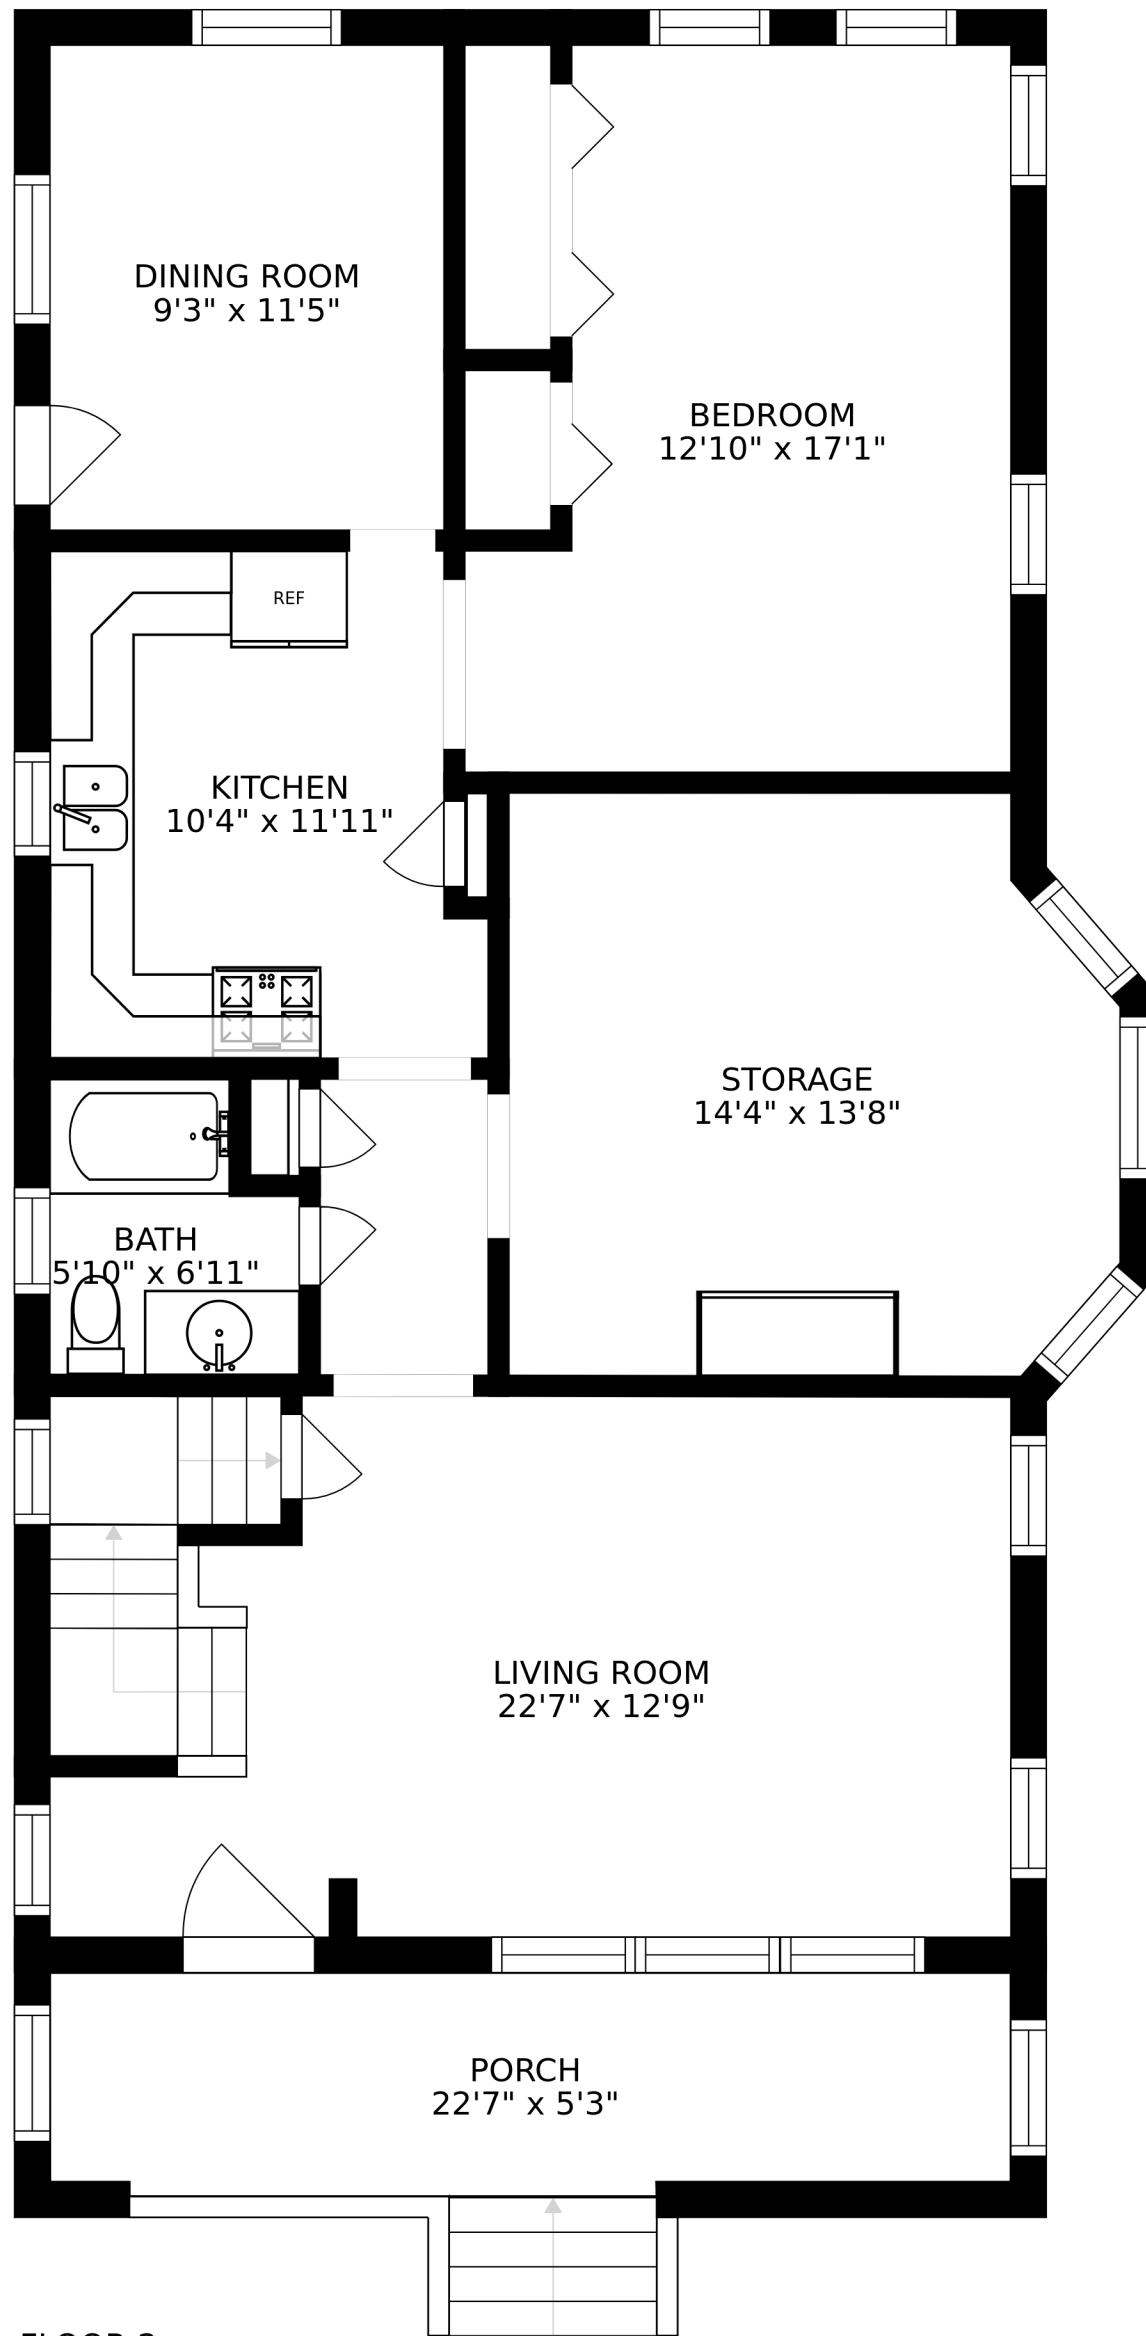 DINING ROOM
9'3" x 11'5"
BEDROOM
12'10" x 17'1"
REF
KITCHEN
10'4" x 11'11"
STORAGE
14'4" x 13'8"
BATH
5'10" x 6'11"
LIVING ROOM
22'7" x 12'9"
PORCH
22'7" x 5'3"